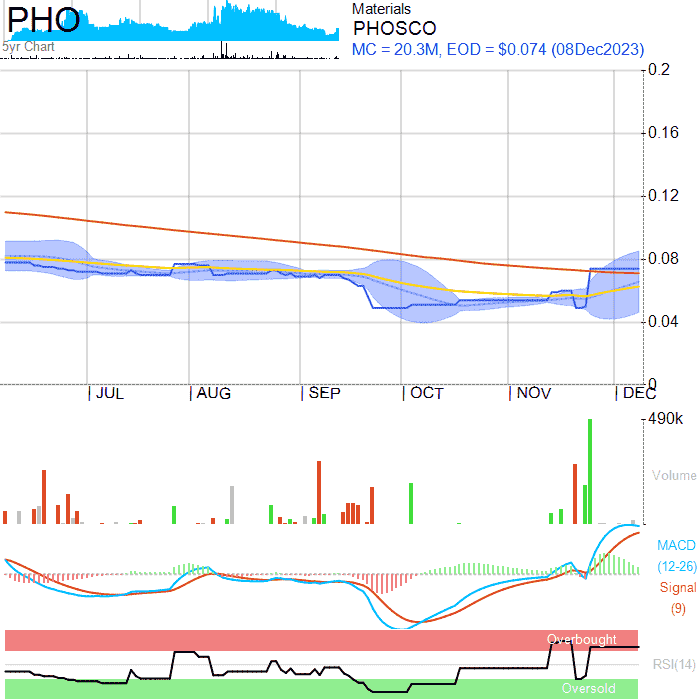 PHO
5yr Chart
Materials
PHOSCO
MC = 20.3M, EOD = $0.074 (08Dec2023)
0.2
0.16
0.12
0.08
0.04
0
JUL AUG SEP OCT NOV DEC
490k
Volume
MACD
(12-26)
Signal
(9)
Overbought
RSI(14)
Oversold